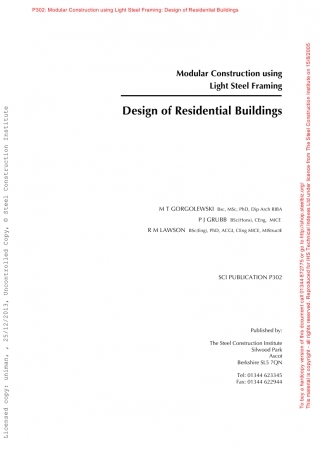 P302: Modular Construction using Light Steel Framing: Design of Residential Buildings
Modular Construction using
Light Steel Framing
Design of Residential Buildings
M T GORGOLEWSKI Bsc, MSc, PhD, Dip Arch RIBA
P J GRUBB BSc(Hons), CEng, MICE
R M LAWSON BSc(Eng), PhD, ACGI, CEng MICE, MIStructE
SCI PUBLICATION P302
Published by:
The Steel Construction Institute
Silwood Park
Ascot
Berkshire SL5 7QN
Tel: 01344 623345
Fax: 01344 622944
Licensed copy: uniman, , 25/12/2013, Uncontrolled Copy, © Steel Construction Institute
To buy a hardcopy version of this document call 01344 872775 or go to http://shop.steelbiz.org/
This material is copyright - all rights reserved. Reproduced for IHS Technical Indexes Ltd under licence from The Steel Construction Institute on 15/8/2005